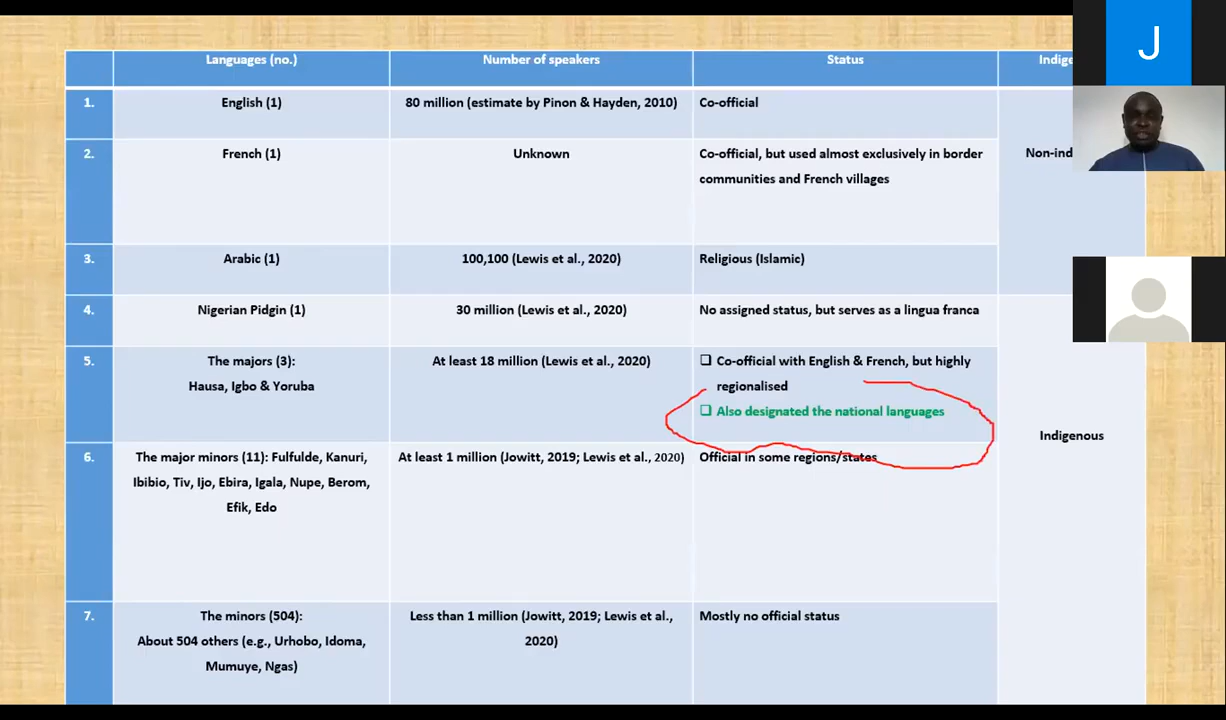 Languages (no.)
Number of speakers
Status
Indige
J
1.
English (1)
80 million (estimate by Pinon & Hayden, 2010)
Co-official
2.
French (1)
Unknown
Co-official, but used almost exclusively in border
communities and French villages
Non-ind
3.
Arabic (1)
100,100 (Lewis et al., 2020)
Religious (Islamic)
4.
Nigerian Pidgin (1)
30 million (Lewis et al., 2020)
No assigned status, but serves as a lingua franca
5.
The majors (3):
Hausa, Igbo & Yoruba
At least 18 million (Lewis et al., 2020)
Co-official with English & French, but highly
regionalised
Also designated the national languages
Indigenous
6.
The major minors (11): Fulfulde, Kanuri,
Ibibio, Tiv, Ijo, Ebira, Igala, Nupe, Berom,
Efik, Edo
At least 1 million (Jowitt, 2019; Lewis et al., 2020)
Official in some regions/states
7.
The minors (504):
About 504 others (e.g., Urhobo, Idoma,
Mumuye, Ngas)
Less than 1 million (Jowitt, 2019; Lewis et al.,
2020)
Mostly no official status